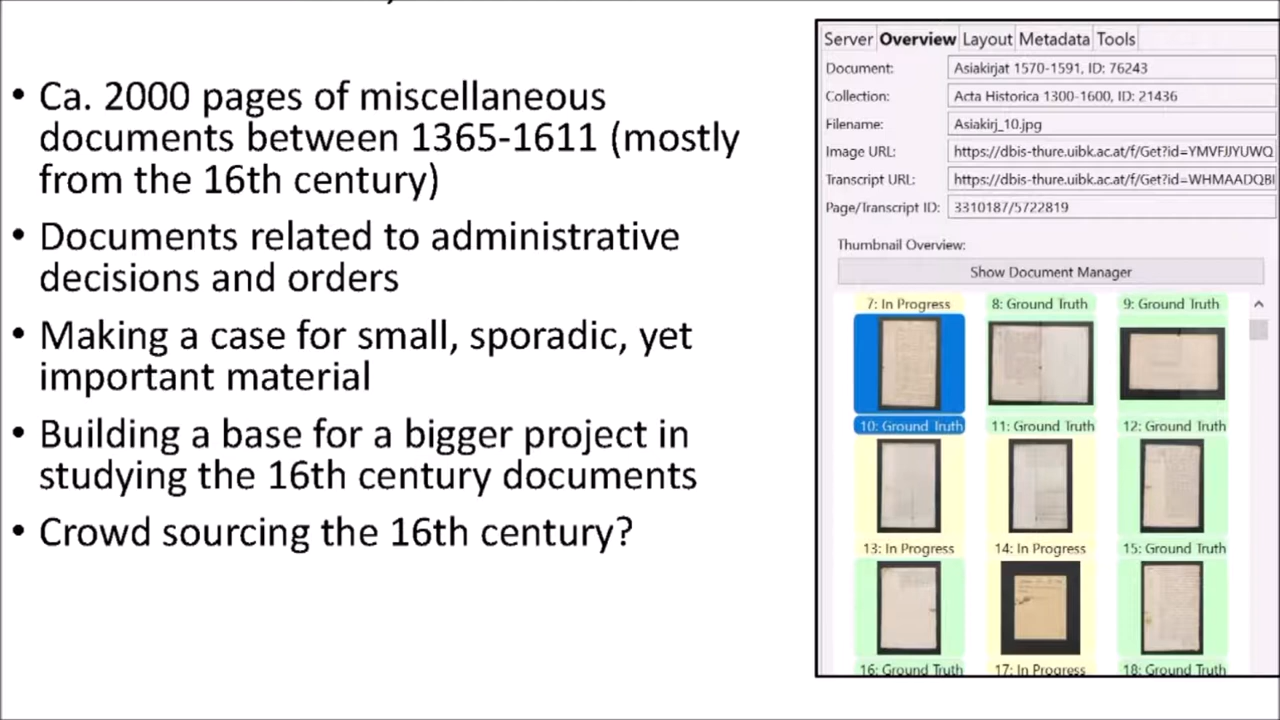 • Ca. 2000 pages of miscellaneous
documents between 1365-1611 (mostly
from the 16th century)
• Documents related to administrative
decisions and orders
• Making a case for small, sporadic, yet
important material
• Building a base for a bigger project in
studying the 16th century documents
• Crowd sourcing the 16th century?
Server Overview Layout Metadata Tools
Document: Asiakirjat 1570-1591, ID: 76243
Collection: Acta Historica 1300-1600, ID: 21436
Filename: Asiakirj_10.jpg
Image URL: https://dbis-thure.uibk.ac.at/f/Get?id=YMVFJJYUWQ
Transcript URL: https://dbis-thure.uibk.ac.at/f/Get?id=WHMAADQBI
Page/Transcript ID: 3310187/5722819
Thumbnail Overview:
Show Document Manager
7: In Progress 8: Ground Truth 9: Ground Truth
10: Ground Truth 11: Ground Truth 12: Ground Truth
13: In Progress 14: In Progress 15: Ground Truth
16: Ground Truth 17: In Progress 18: Ground Truth